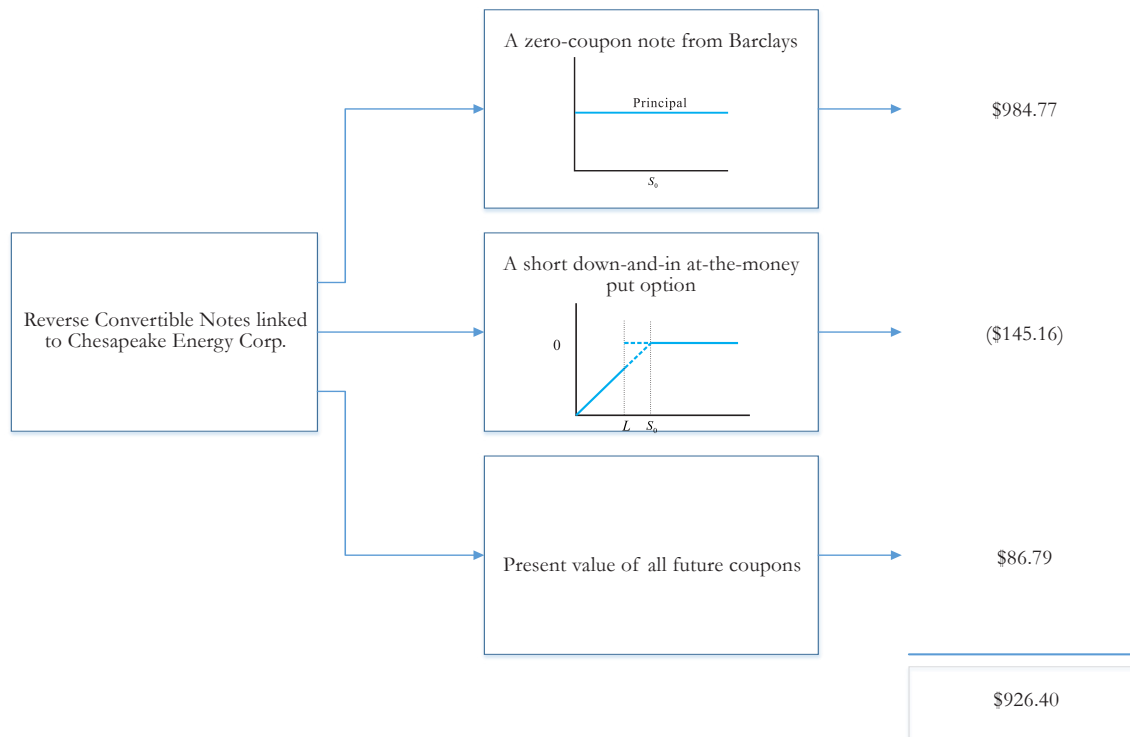 A zero-coupon note from Barclays
Principal
S0
$984.77
Reverse Convertible Notes linked
to Chesapeake Energy Corp.
A short down-and-in at-the-money
put option
0
L S0
($145.16)
Present value of all future coupons
$86.79
$926.40